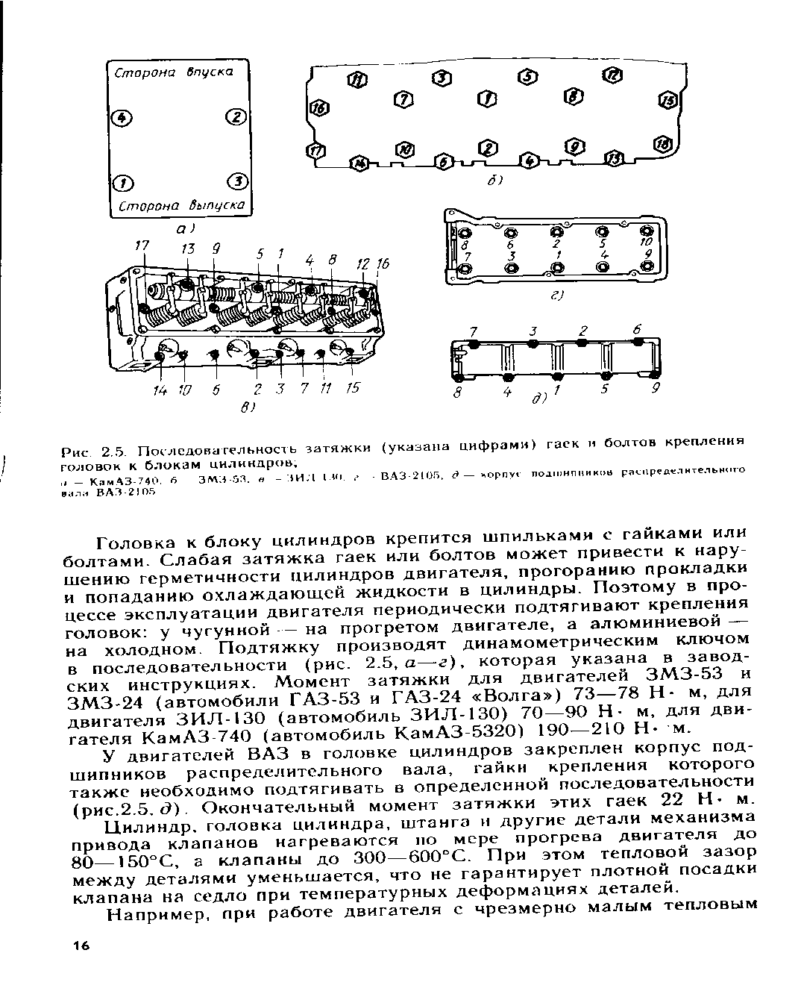 Сторона впуска
4 2
1 3
Сторона выпуска
а)
11 3 5 12
16 7 1 8 15
17 10 2 9 18
14 6 4 13
б)
17 13 9 5 1 4 8 12 16
14 10 6 2 3 7 11 15
в)
8 6 2 5 10
7 3 1 4 9
г)
7 3 2 6
8 4 1 5 9
д)
Рис. 2.5. Последовательность затяжки (указана цифрами) гаек и болтов крепления
головок к блокам цилиндров;
а — КамАЗ-740, б — ЗМЗ-53, в — ЗИЛ-130, г — ВАЗ-2105, д — корпус подшипников распределительного
вала ВАЗ-2105
Головка к блоку цилиндров крепится шпильками с гайками или
болтами. Слабая затяжка гаек или болтов может привести к нару-
шению герметичности цилиндров двигателя, прогоранию прокладки
и попаданию охлаждающей жидкости в цилиндры. Поэтому в про-
цессе эксплуатации двигателя периодически подтягивают крепления
головок: у чугунной — на прогретом двигателе, а алюминиевой —
на холодном. Подтяжку производят динамометрическим ключом
в последовательности (рис. 2.5, а—г), которая указана в завод-
ских инструкциях. Момент затяжки для двигателей ЗМЗ-53 и
ЗМЗ-24 (автомобили ГАЗ-53 и ГАЗ-24 «Волга») 73—78 Н· м, для
двигателя ЗИЛ-130 (автомобиль ЗИЛ-130) 70—90 Н· м, для дви-
гателя КамАЗ-740 (автомобиль КамАЗ-5320) 190—210 Н· м.
У двигателей ВАЗ в головке цилиндров закреплен корпус под-
шипников распределительного вала, гайки крепления которого
также необходимо подтягивать в определенной последовательности
(рис.2.5, д). Окончательный момент затяжки этих гаек 22 Н· м.
Цилиндр, головка цилиндра, штанга и другие детали механизма
привода клапанов нагреваются по мере прогрева двигателя до
80—150°С, а клапаны до 300—600°С. При этом тепловой зазор
между деталями уменьшается, что не гарантирует плотной посадки
клапана на седло при температурных деформациях деталей.
Например, при работе двигателя с чрезмерно малым тепловым
16